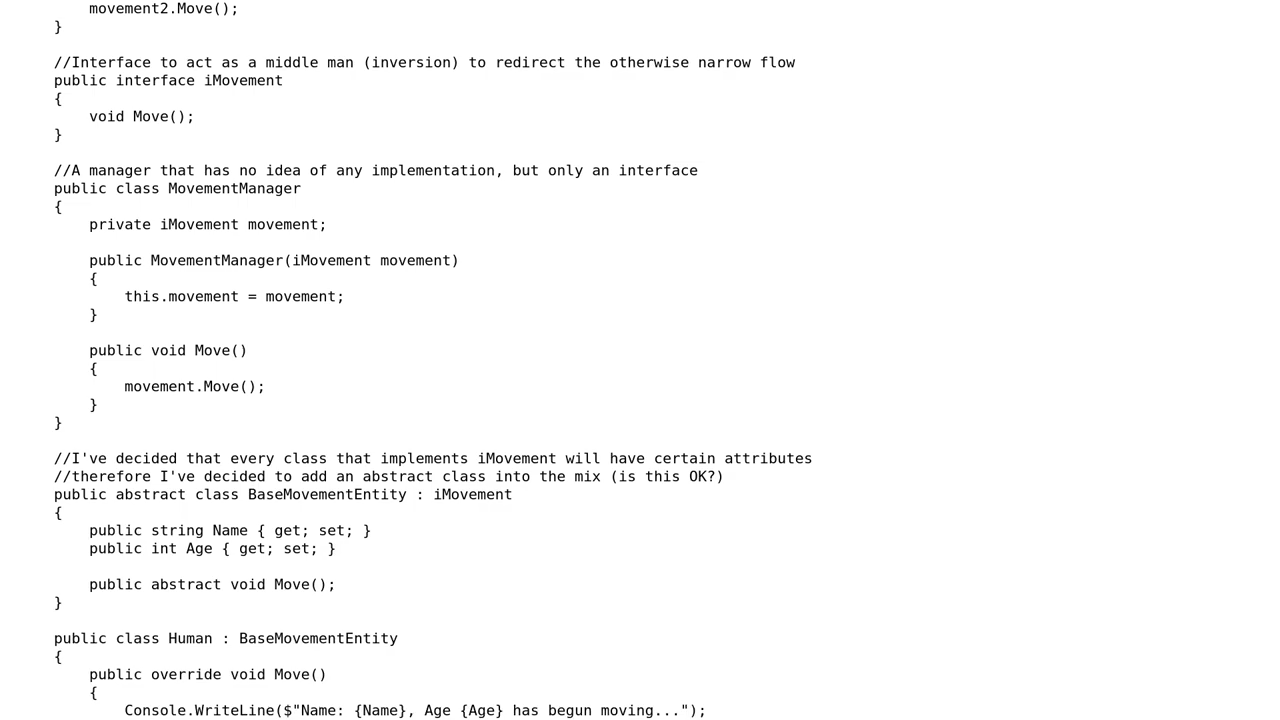 movement2.Move();
}
//Interface to act as a middle man (inversion) to redirect the otherwise narrow flow
public interface iMovement
{
void Move();
}
//A manager that has no idea of any implementation, but only an interface
public class MovementManager
{
private iMovement movement;
public MovementManager(iMovement movement)
{
this.movement = movement;
}
public void Move()
{
movement.Move();
}
}
//I've decided that every class that implements iMovement will have certain attributes
//therefore I've decided to add an abstract class into the mix (is this OK?)
public abstract class BaseMovementEntity : iMovement
{
public string Name { get; set; }
public int Age { get; set; }
public abstract void Move();
}
public class Human : BaseMovementEntity
{
public override void Move()
{
Console.WriteLine($"Name: {Name}, Age {Age} has begun moving...");